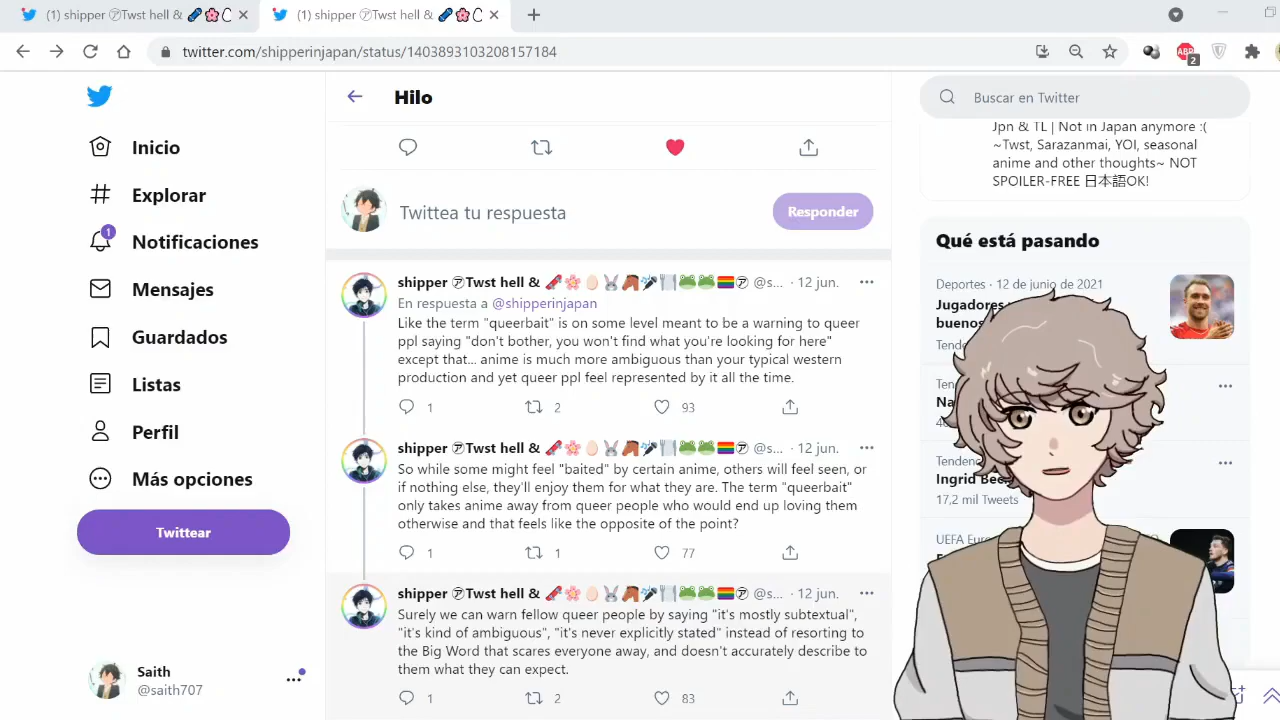 (1) shipper ㋐Twst hell &
(1) shipper ㋐Twst hell &
twitter.com/shipperinjapan/status/1403893103208157184
ABP
2
Hilo
Buscar en Twitter
Inicio
Explorar
1
Notificaciones
Mensajes
Guardados
Listas
Perfil
Más opciones
Twittear
Saith
@saith707
Twittea tu respuesta
Responder
shipper ㋐Twst hell & ㋐ @s... · 12 jun.
En respuesta a @shipperinjapan
Like the term "queerbait" is on some level meant to be a warning to queer
ppl saying "don't bother, you won't find what you're looking for here"
except that... anime is much more ambiguous than your typical western
production and yet queer ppl feel represented by it all the time.
1 2 93
shipper ㋐Twst hell & ㋐ @s... · 12 jun.
So while some might feel "baited" by certain anime, others will feel seen, or
if nothing else, they'll enjoy them for what they are. The term "queerbait"
only takes anime away from queer people who would end up loving them
otherwise and that feels like the opposite of the point?
1 1 77
shipper ㋐Twst hell & ㋐ @s... · 12 jun.
Surely we can warn fellow queer people by saying "it's mostly subtextual",
"it's kind of ambiguous", "it's never explicitly stated" instead of resorting to
the Big Word that scares everyone away, and doesn't accurately describe to
them what they can expect.
1 2 83
Jpn & TL | Not in Japan anymore :(
~Twst, Sarazanmai, YOI, seasonal
anime and other thoughts~ NOT
SPOILER-FREE 日本語OK!
Qué está pasando
Deportes · 12 de junio de 2021
Jugadores
buenos
Ingrid
17,2 mil Tweets
UEFA